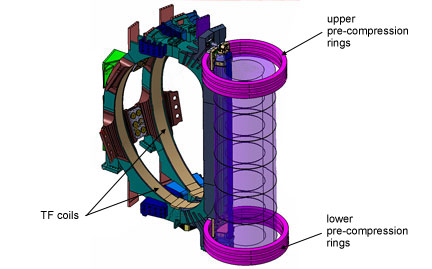 upper
pre-compression
rings
TF coils
lower
pre-compression
rings